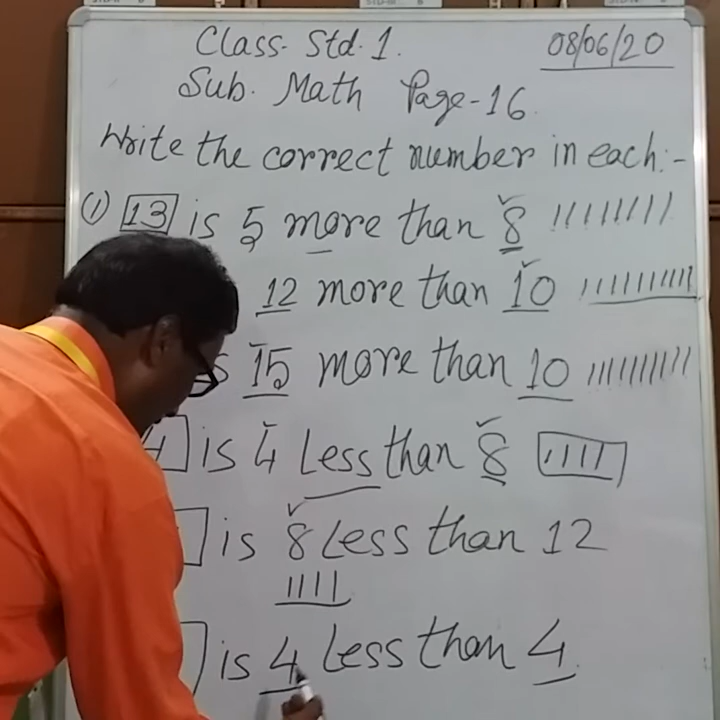 Class- Std. 1. 08/06/20
Sub. Math Page-16
Write the correct number in each:-
(1) 13 is 5 more than 8
12 more than 10
15 more than 10
4 is 4 Less than 8
is 8 Less than 12
is 4 Less than 4